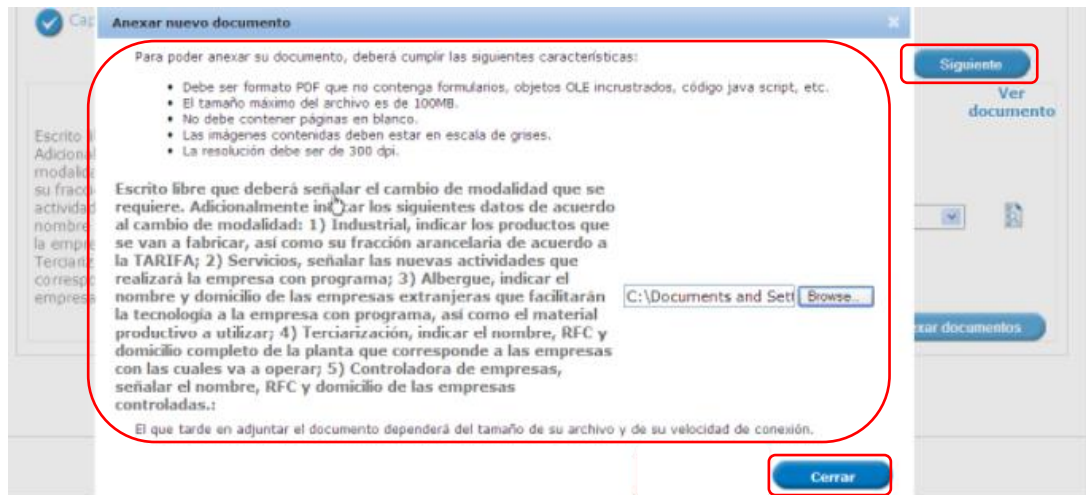 Cap
Anexar nuevo documento
x
Para poder anexar su documento, deberá cumplir las siguientes características:
Siguiente
• Debe ser formato PDF que no contenga formularios, objetos OLE incrustrados, código java script, etc.
• El tamaño máximo del archivo es de 100MB.
• No debe contener páginas en blanco.
• Las imágenes contenidas deben estar en escala de grises.
• La resolución debe ser de 300 dpi.
Ver
documento
Escrito
Adicional
modalid
su fracc
actividad
nombre
la empre
Terciariz
corresp
empresa
Escrito libre que deberá señalar el cambio de modalidad que se
requiere. Adicionalmente indicar los siguientes datos de acuerdo
al cambio de modalidad: 1) Industrial, indicar los productos que
se van a fabricar, así como su fracción arancelaria de acuerdo a
la TARIFA; 2) Servicios, señalar las nuevas actividades que
realizará la empresa con programa; 3) Albergue, indicar el
nombre y domicilio de las empresas extranjeras que facilitarán
la tecnología a la empresa con programa, así como el material
productivo a utilizar; 4) Terciarización, indicar el nombre, RFC y
domicilio completo de la planta que corresponde a las empresas
con las cuales va a operar; 5) Controladora de empresas,
señalar el nombre, RFC y domicilio de las empresas
controladas.:
C:\Documents and Sett
Browse...
xar documentos
El que tarde en adjuntar el documento dependerá del tamaño de su archivo y de su velocidad de conexión.
Cerrar